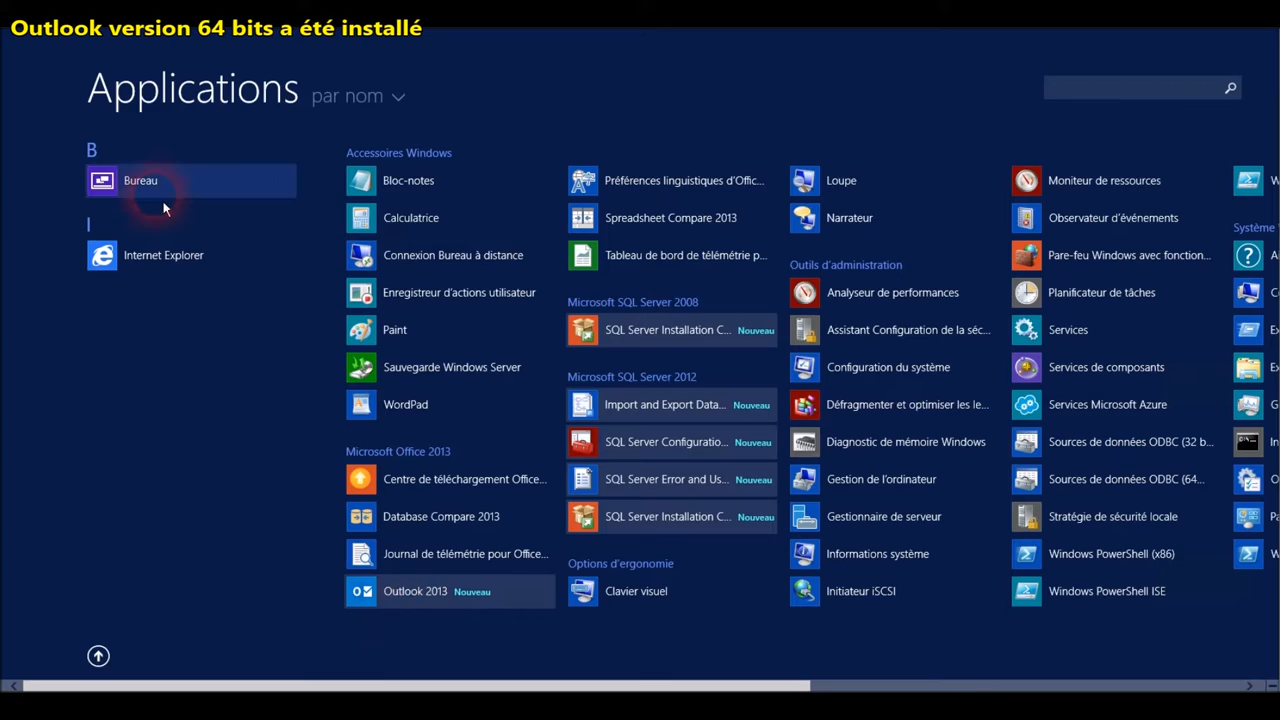 Outlook version 64 bits a été installé
Applications par nom
B
Bureau
I
Internet Explorer
Accessoires Windows
Bloc-notes
Calculatrice
Connexion Bureau à distance
Enregistreur d'actions utilisateur
Paint
Sauvegarde Windows Server
WordPad
Microsoft Office 2013
Centre de téléchargement Office...
Database Compare 2013
Journal de télémétrie pour Office...
Outlook 2013 Nouveau
Préférences linguistiques d'Offic...
Spreadsheet Compare 2013
Tableau de bord de télémétrie p...
Microsoft SQL Server 2008
SQL Server Installation C... Nouveau
Microsoft SQL Server 2012
Import and Export Data... Nouveau
SQL Server Configuratio... Nouveau
SQL Server Error and Us... Nouveau
SQL Server Installation C... Nouveau
Options d'ergonomie
Clavier visuel
Loupe
Narrateur
Outils d'administration
Analyseur de performances
Assistant Configuration de la séc...
Configuration du système
Défragmenter et optimiser les le...
Diagnostic de mémoire Windows
Gestion de l'ordinateur
Gestionnaire de serveur
Informations système
Initiateur iSCSI
Moniteur de ressources
Observateur d'événements
Pare-feu Windows avec fonction...
Planificateur de tâches
Services
Services de composants
Services Microsoft Azure
Sources de données ODBC (32 b...
Sources de données ODBC (64...
Stratégie de sécurité locale
Windows PowerShell (x86)
Windows PowerShell ISE
W
Système
A
C
Ex
Ex
G
In
O
P
W